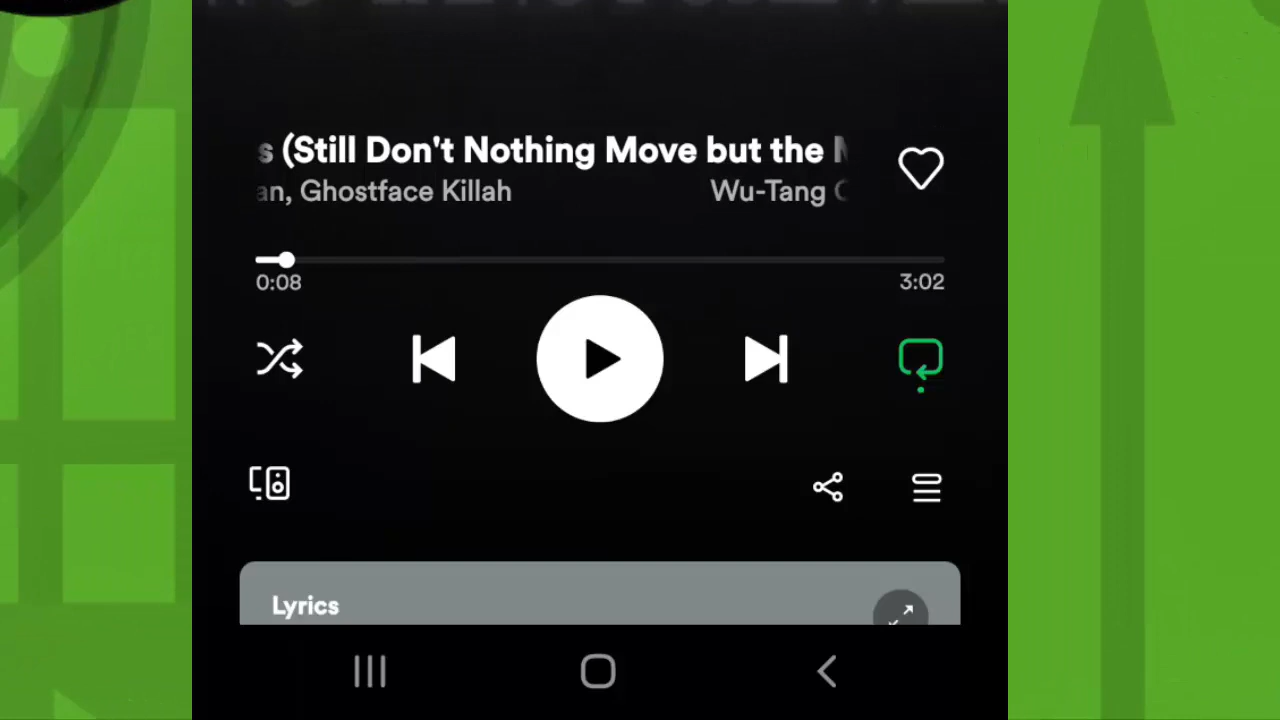 s (Still Don't Nothing Move but the
an, Ghostface Killah Wu-Tang
0:08 3:02
Lyrics